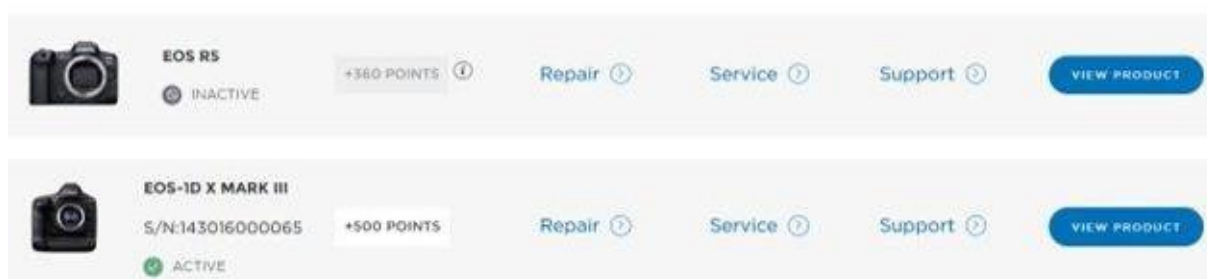 EOS R5
INACTIVE
+360 POINTS
Repair
Service
Support
VIEW PRODUCT
EOS-1D X MARK III
S/N:143016000065
ACTIVE
+500 POINTS
Repair
Service
Support
VIEW PRODUCT